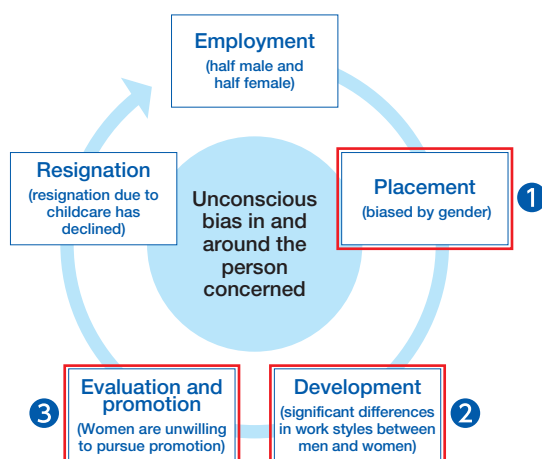 Employment
(half male and
half female)
Resignation
(resignation due to
childcare has
declined)
Unconscious
bias in and
around the
person
concerned
Placement
(biased by gender)
1
3
Evaluation and
promotion
(Women are unwilling
to pursue promotion)
Development
(significant differences
in work styles between
men and women)
2